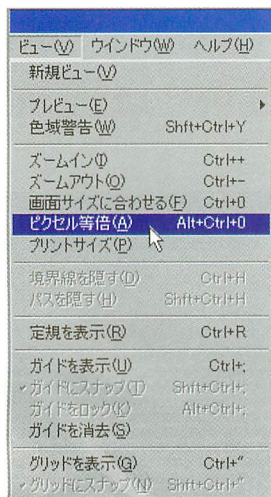 ビュー(V) ウインドウ(W) ヘルプ(H)
新規ビュー(V)
プレビュー(E)
色域警告(W) Shft+Ctrl+Y
ズームイン(I) Ctrl++
ズームアウト(O) Ctrl+-
画面サイズに合わせる(F) Ctrl+0
ピクセル等倍(A) Alt+Ctrl+0
プリントサイズ(P)
境界線を隠す(D) Ctrl+H
パスを隠す(H) Shft+Ctrl+H
定規を表示(R) Ctrl+R
ガイドを表示(U) Ctrl+;
ガイドにスナップ(T) Shft+Ctrl+;
ガイドをロック(K) Alt+Ctrl+;
ガイドを消去(S)
グリッドを表示(G) Ctrl+"
グリッドにスナップ(N) Shft+Ctrl+"